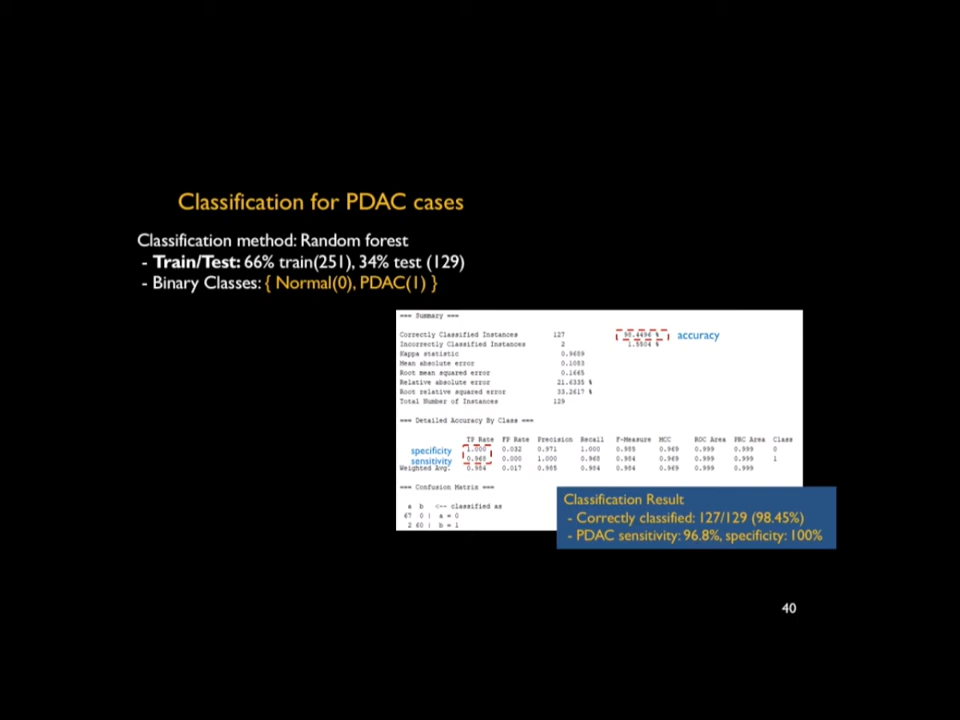 Classification for PDAC cases
Classification method: Random forest
- Train/Test: 66% train(251), 34% test (129)
- Binary Classes: { Normal(0), PDAC(1) }
=== Summary ===
Correctly Classified Instances 127 98.4496 % accuracy
Incorrectly Classified Instances 2 1.5504 %
Kappa statistic 0.9689
Mean absolute error 0.1083
Root mean squared error 0.1665
Relative absolute error 21.6335 %
Root relative squared error 33.2617 %
Total Number of Instances 129
=== Detailed Accuracy By Class ===
TP Rate FP Rate Precision Recall F-Measure MCC ROC Area PRC Area Class
specificity 1.000 0.032 0.971 1.000 0.985 0.969 0.999 0.999 0
sensitivity 0.968 0.000 1.000 0.968 0.984 0.969 0.999 0.999 1
Weighted Avg. 0.984 0.017 0.985 0.984 0.984 0.969 0.999 0.999
=== Confusion Matrix ===
a b <-- classified as
67 0 | a = 0
2 60 | b = 1
Classification Result
- Correctly classified: 127/129 (98.45%)
- PDAC sensitivity: 96.8%, specificity: 100%
40